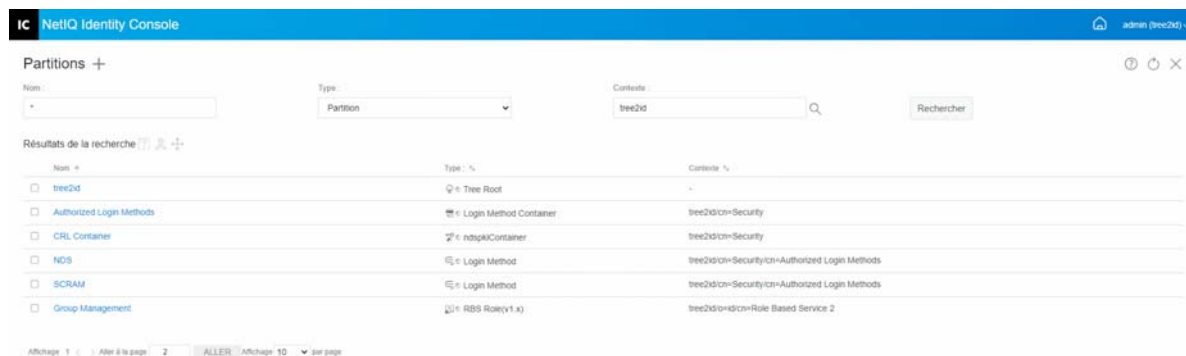 IC NetIQ Identity Console admin (tree2id)
Partitions +
Nom : Type : Contexte :
* Partition tree2id Rechercher
Résultats de la recherche
Nom Type : Contexte
tree2id Tree Root -
Authorized Login Methods Login Method Container tree2id/cn=Security
CRL Container ndspkiContainer tree2id/cn=Security
NDS Login Method tree2id/cn=Security/cn=Authorized Login Methods
SCRAM Login Method tree2id/cn=Security/cn=Authorized Login Methods
Group Management RBS Role(v1.x) tree2id/o=id/cn=Role Based Service 2
Affichage 1 < > Aller à la page 2 ALLER Affichage 10 par page